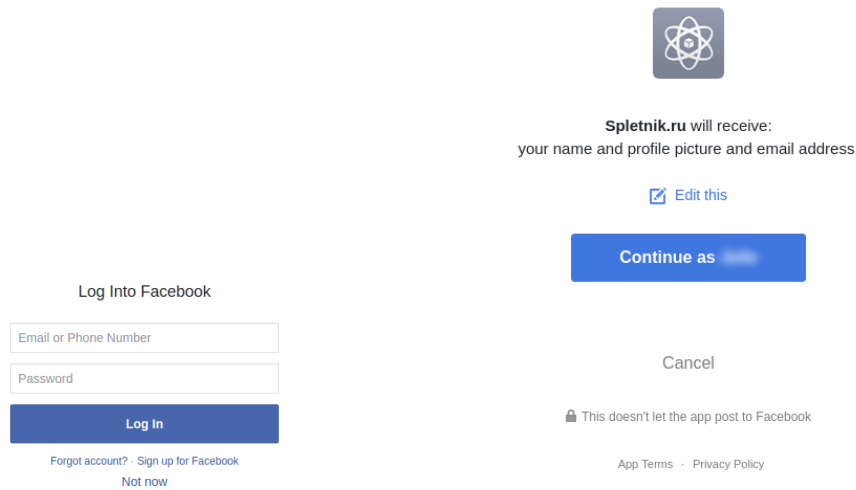 Log Into Facebook
Email or Phone Number
Password
Log In
Forgot account? · Sign up for Facebook
Not now
Spletnik.ru will receive:
your name and profile picture and email address
Edit this
Continue as
Cancel
This doesn't let the app post to Facebook
App Terms · Privacy Policy